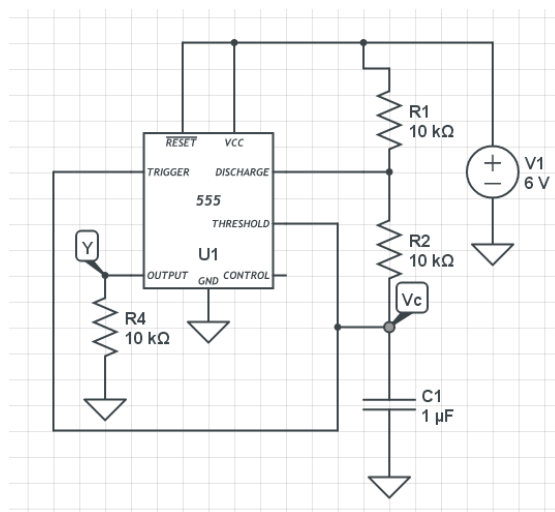 RESET
VCC
R1
10 kΩ
TRIGGER
DISCHARGE
V1
6 V
555
THRESHOLD
R2
10 kΩ
U1
Y
OUTPUT
GND
CONTROL
Vc
R4
10 kΩ
C1
1 µF